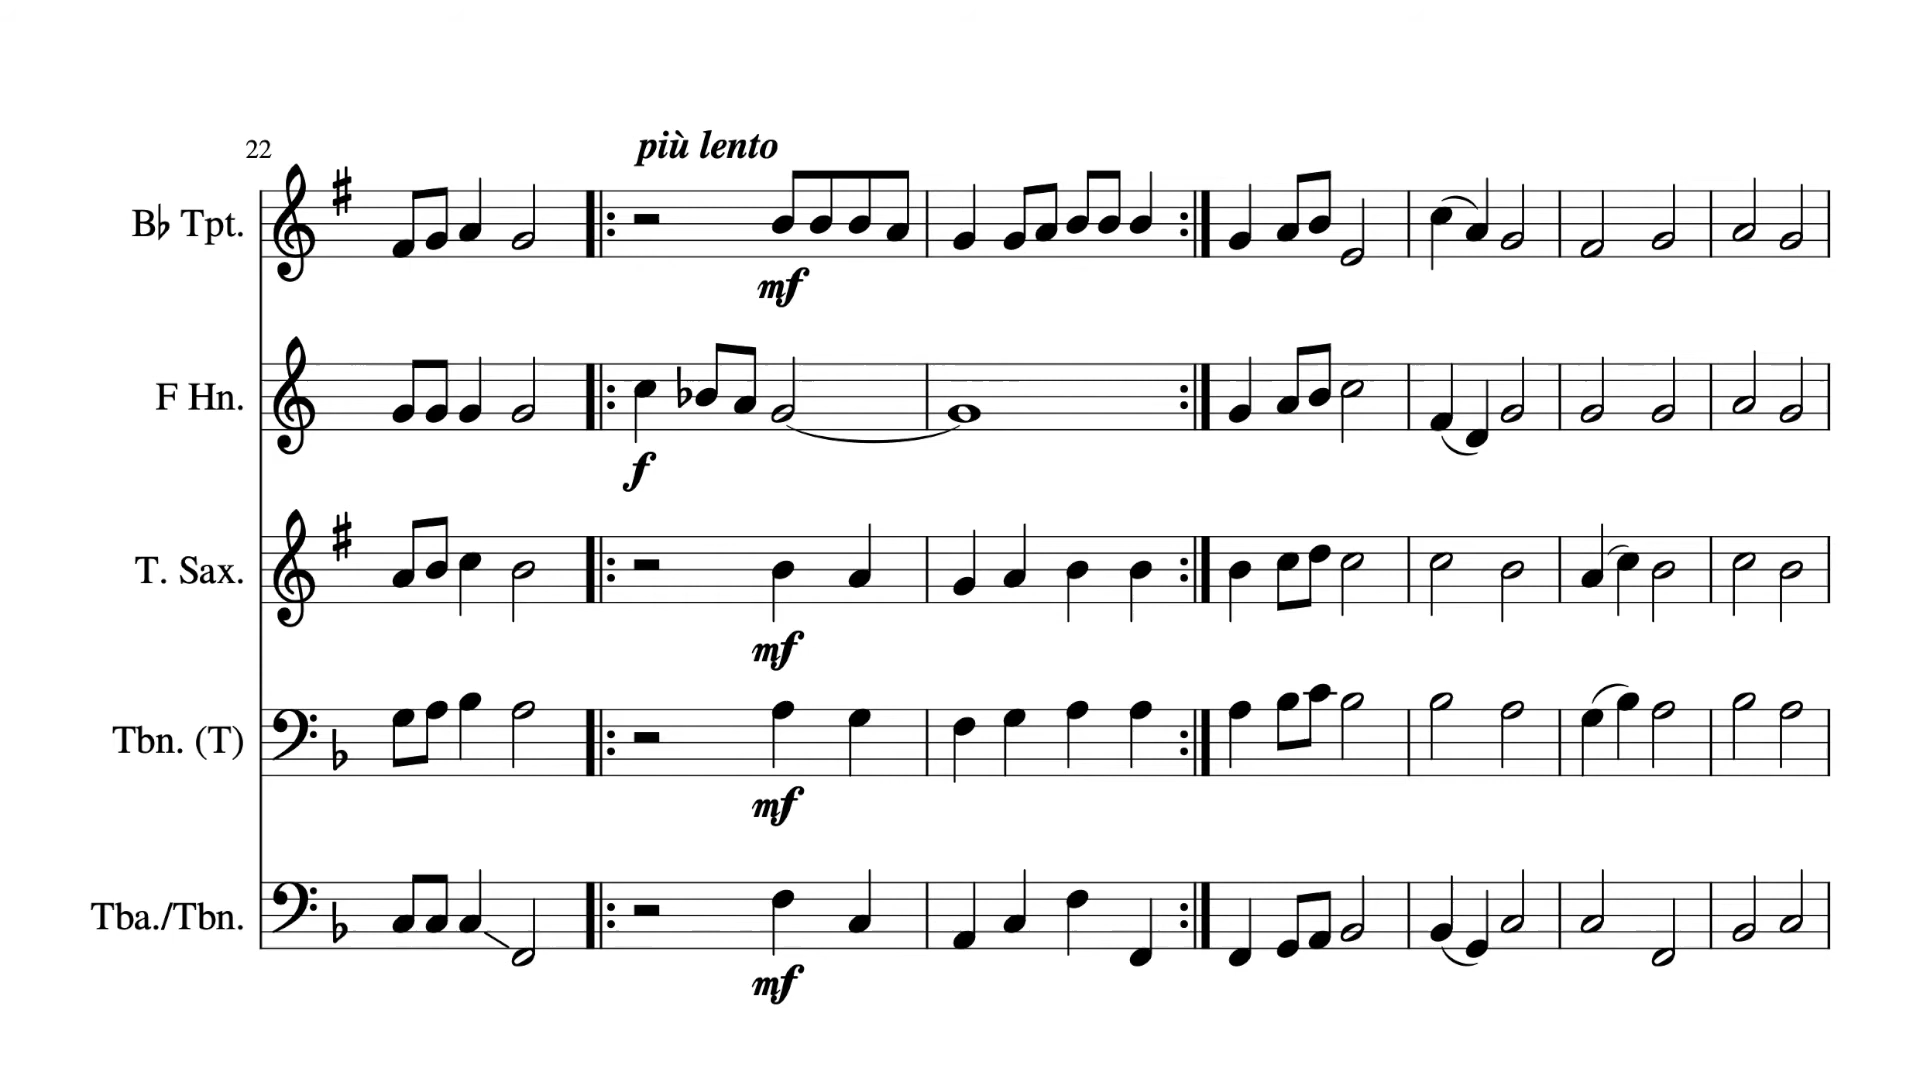 più lento
22
B♭ Tpt.
mf
F Hn.
f
T. Sax.
mf
Tbn. (T)
mf
Tba./Tbn.
mf